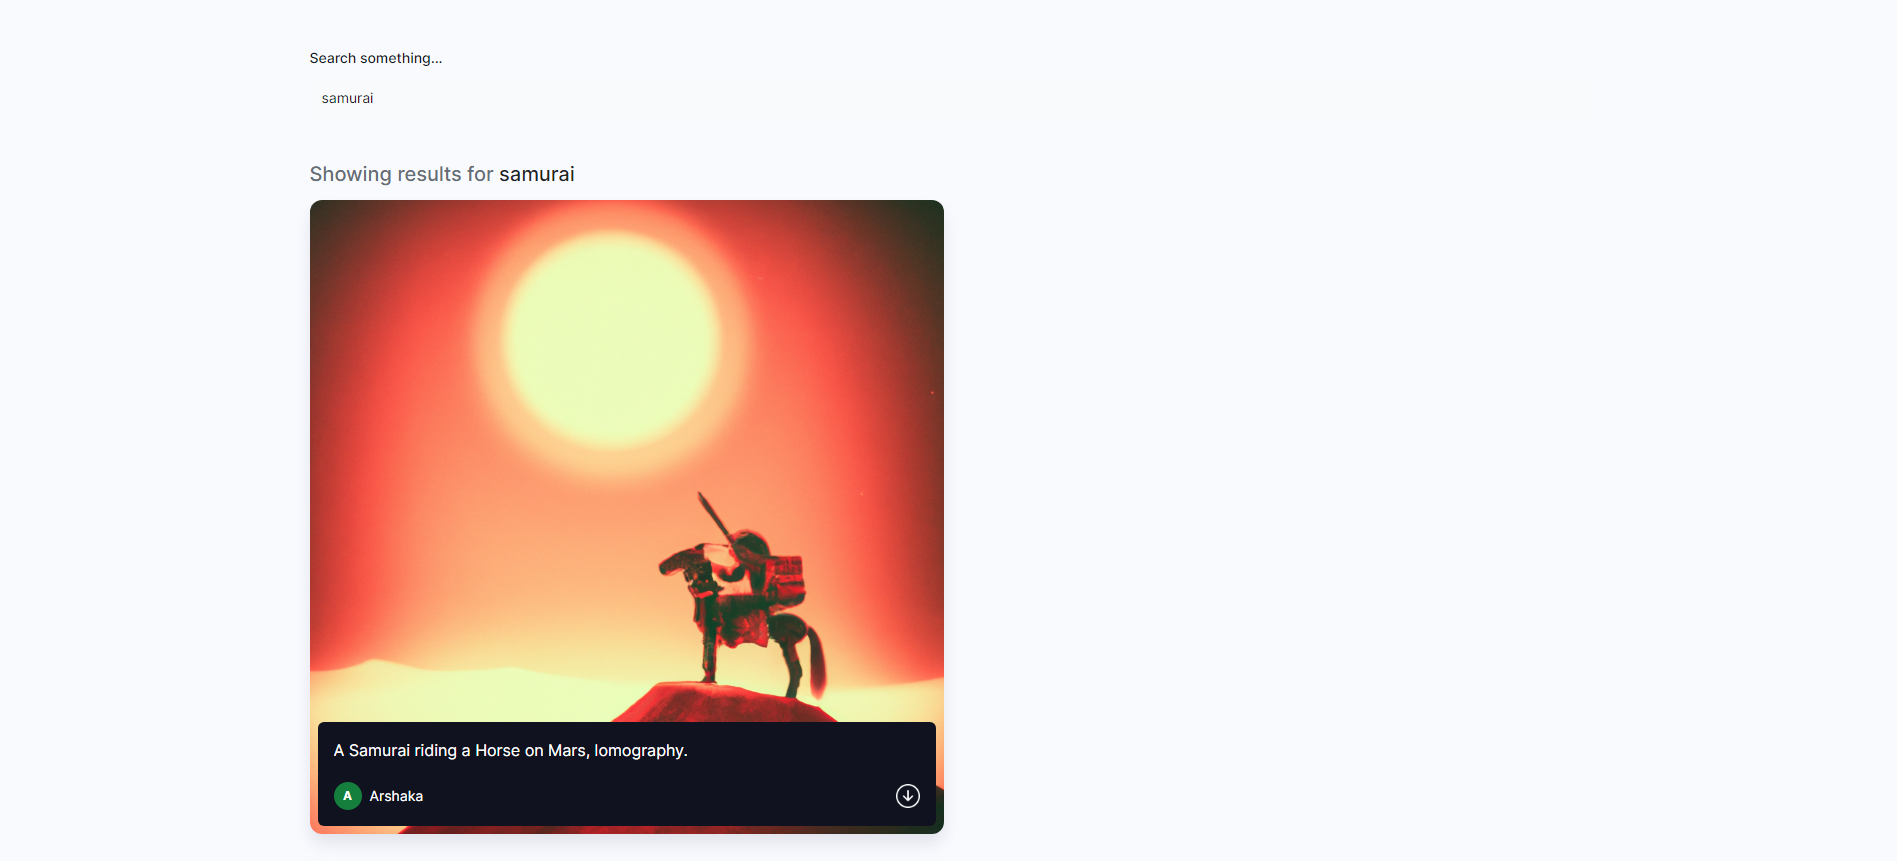 Search something...
samurai
Showing results for samurai
A Samurai riding a Horse on Mars, lomography.
A Arshaka